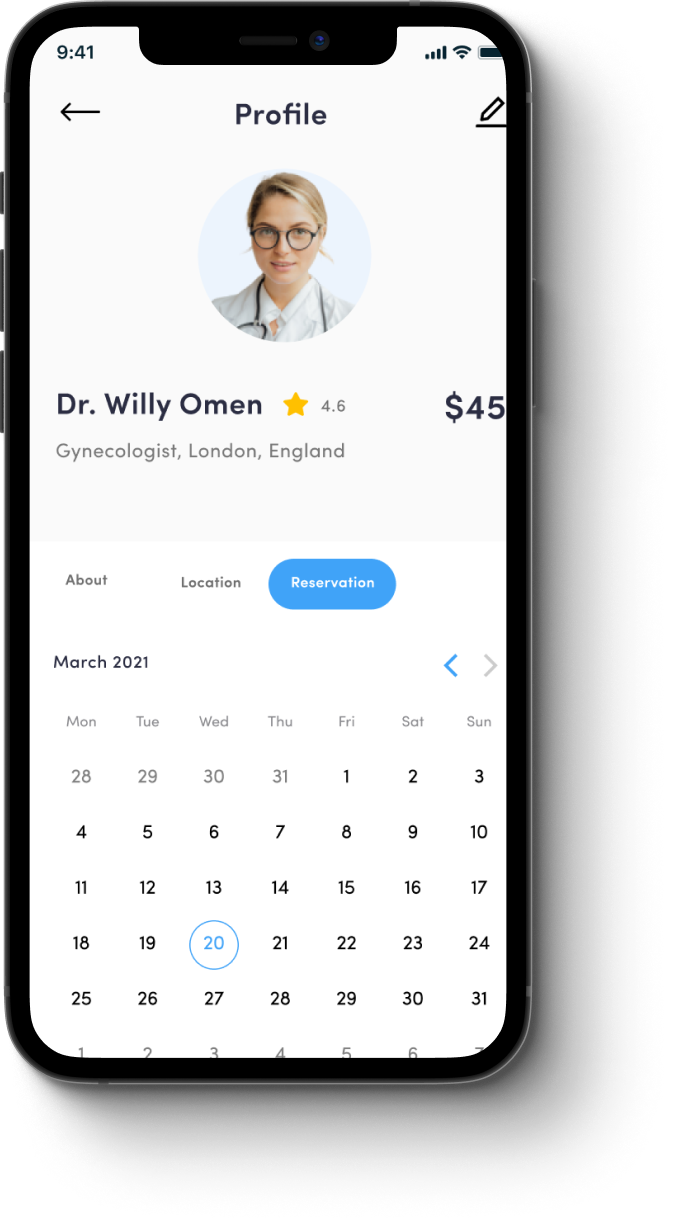 9:41
Profile
Dr. Willy Omen 4.6 $45
Gynecologist, London, England
About Location Reservation
March 2021
Mon Tue Wed Thu Fri Sat Sun
28 29 30 31 1 2 3
4 5 6 7 8 9 10
11 12 13 14 15 16 17
18 19 20 21 22 23 24
25 26 27 28 29 30 31
1 2 3 4 5 6 7